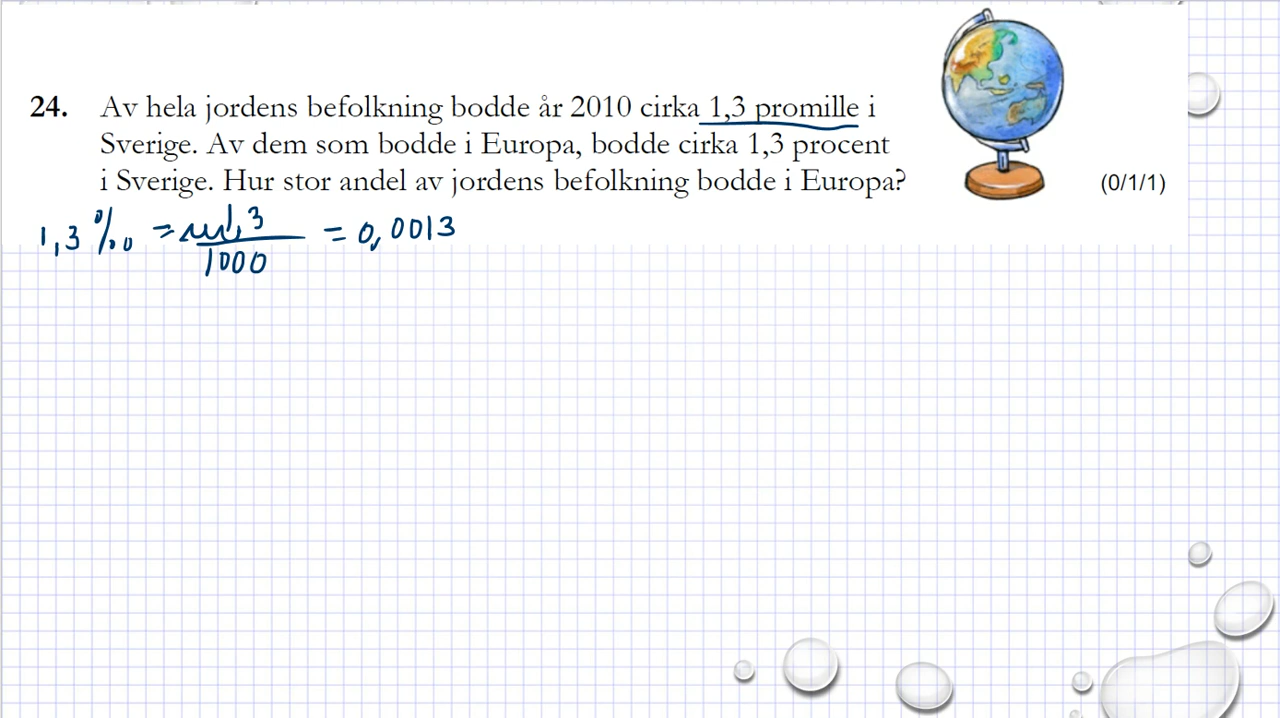 24. Av hela jordens befolkning bodde år 2010 cirka 1,3 promille i
Sverige. Av dem som bodde i Europa, bodde cirka 1,3 procent
i Sverige. Hur stor andel av jordens befolkning bodde i Europa?
(0/1/1)
1,3 ‰ = 1,3 / 1000 = 0,0013